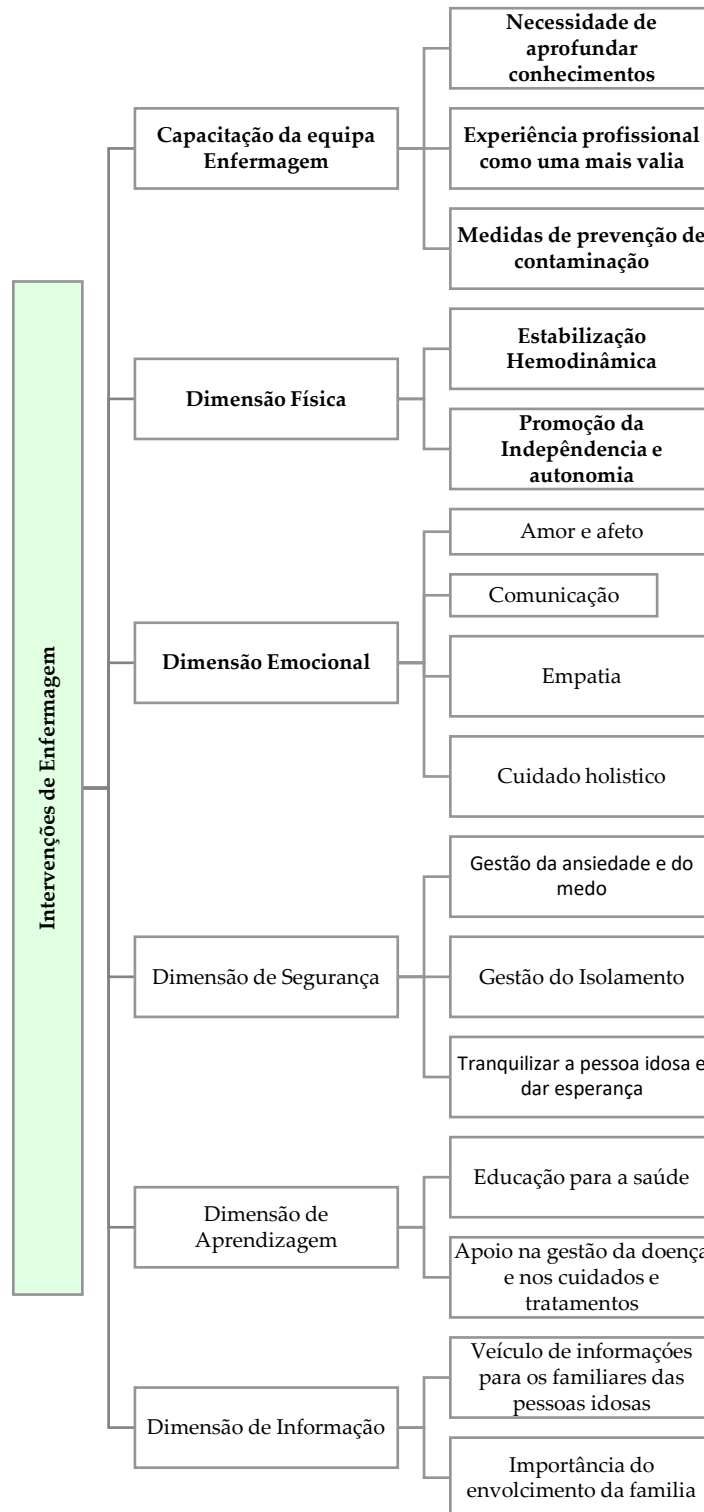 Intervenções de Enfermagem
Capacitação da equipa
Enfermagem
Necessidade de
aprofundar
conhecimentos
Experiência profissional
como uma mais valia
Medidas de prevenção de
contaminação
Dimensão Física
Estabilização
Hemodinâmica
Promoção da
Indepêndencia e
autonomia
Dimensão Emocional
Amor e afeto
Comunicação
Empatia
Cuidado holistico
Dimensão de Segurança
Gestão da ansiedade e do
medo
Gestão do Isolamento
Tranquilizar a pessoa idosa e
dar esperança
Dimensão de
Aprendizagem
Educação para a saúde
Apoio na gestão da doença
e nos cuidados e
tratamentos
Dimensão de Informação
Veículo de informaçóes
para os familiares das
pessoas idosas
Importância do
envolcimento da familia